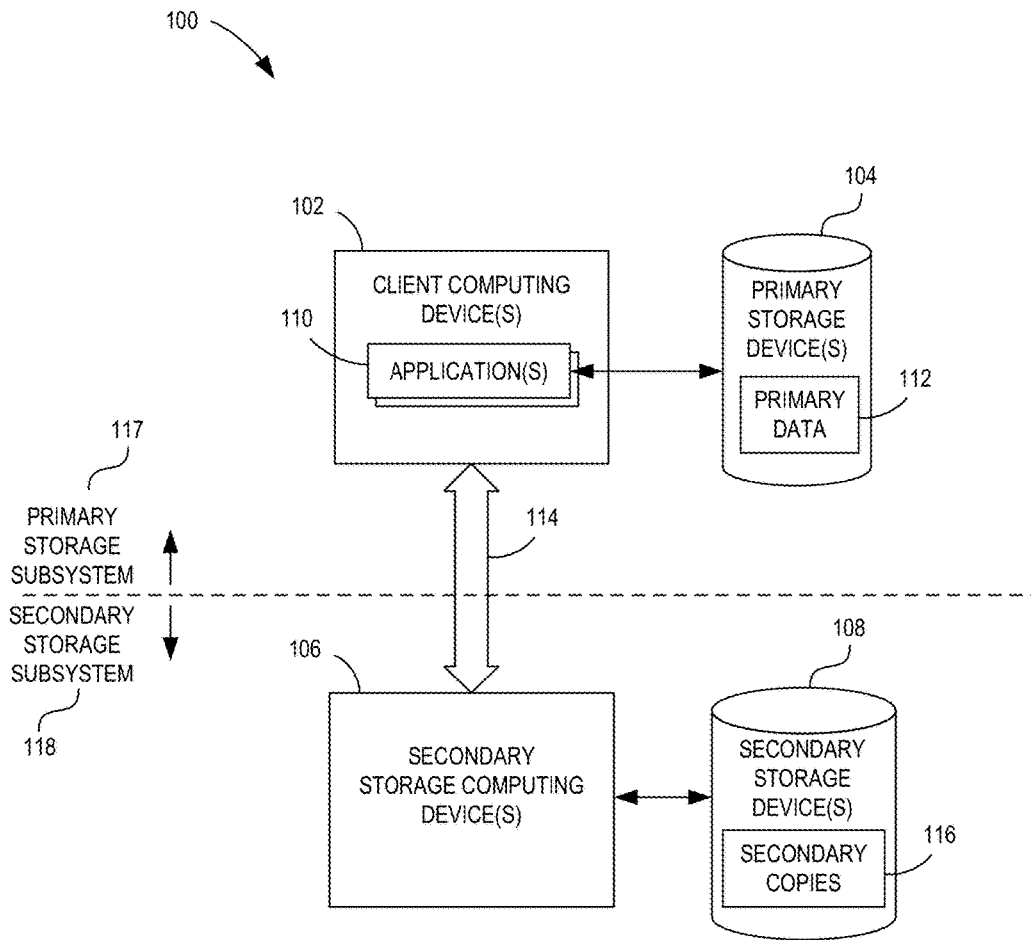 100
104
102
CLIENT COMPUTING
DEVICE(S)
PRIMARY
STORAGE
DEVICE(S)
110
APPLICATION(S)
PRIMARY
DATA
112
117
PRIMARY
STORAGE
SUBSYSTEM
114
SECONDARY
STORAGE
SUBSYSTEM
118
106
108
SECONDARY
STORAGE COMPUTING
DEVICE(S)
SECONDARY
STORAGE
DEVICE(S)
SECONDARY
COPIES
116